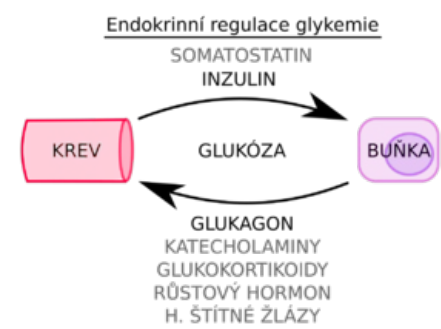 Endokrinní regulace glykemie
SOMATOSTATIN
INZULIN
KREV
GLUKÓZA
BUŇKA
GLUKAGON
KATECHOLAMINY
GLUKOKORTIKOIDY
RŮSTOVÝ HORMON
H. ŠTÍTNÉ ŽLÁZY